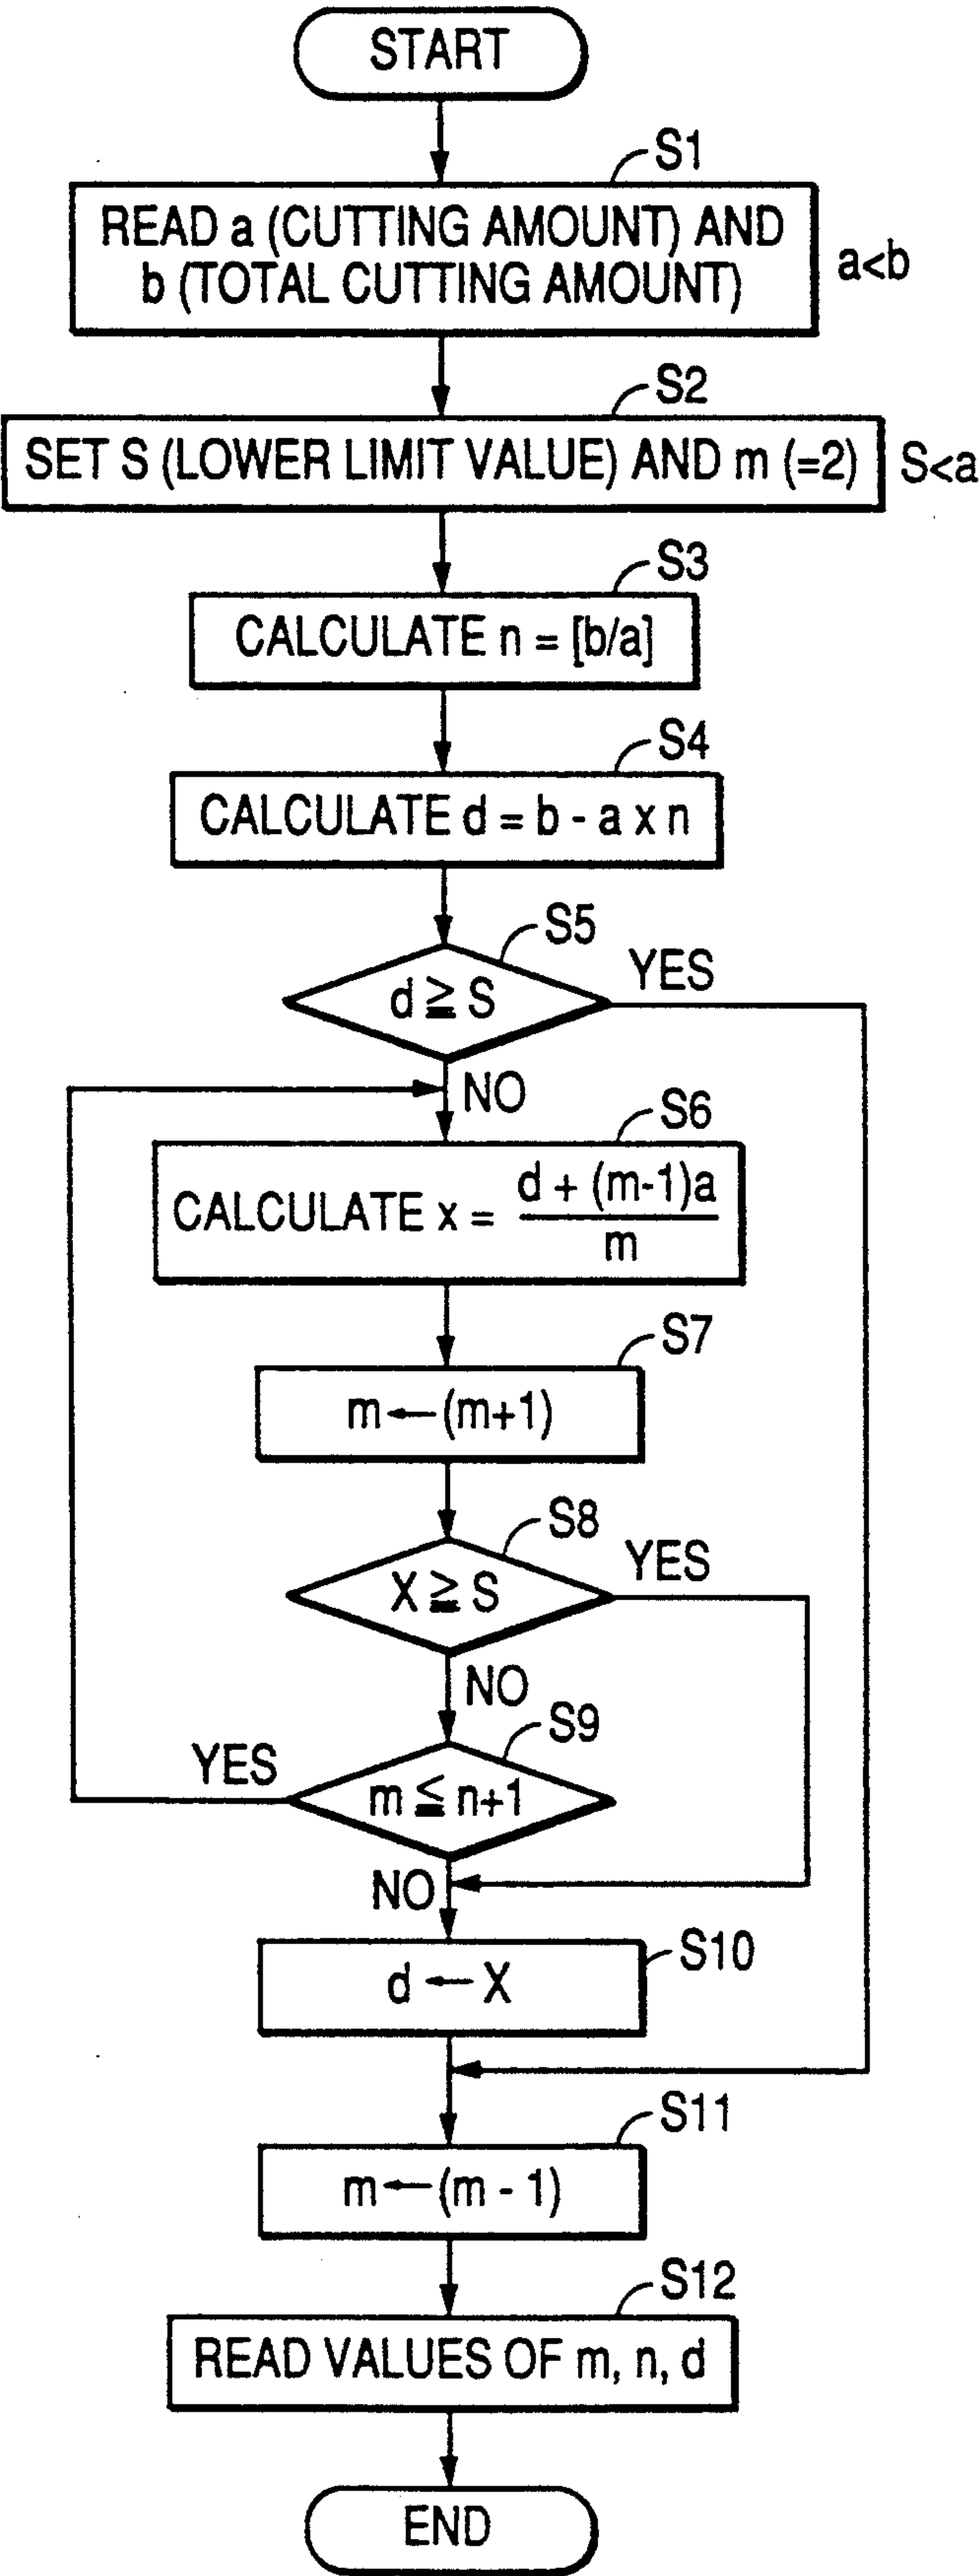 START
S1
READ a (CUTTING AMOUNT) AND
b (TOTAL CUTTING AMOUNT)
a<b
S2
SET S (LOWER LIMIT VALUE) AND m (=2)
S<a
S3
CALCULATE n = [b/a]
S4
CALCULATE d = b - a x n
S5
d ≧ S
YES
NO
S6
CALCULATE x = d + (m-1)a / m
S7
m ← (m+1)
S8
X ≧ S
YES
NO
S9
m ≦ n+1
YES
NO
S10
d ← X
S11
m ← (m - 1)
S12
READ VALUES OF m, n, d
END